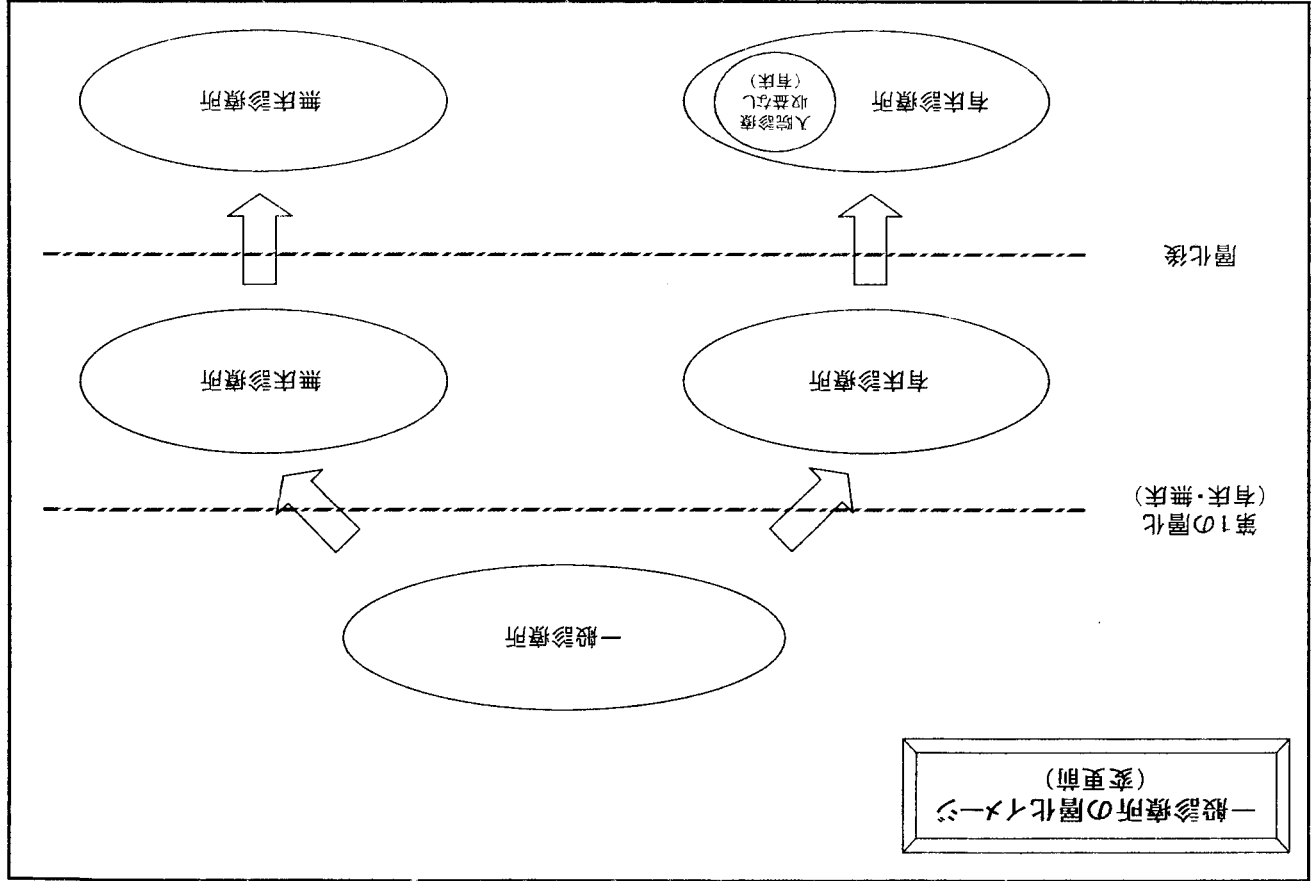 一般診療所の層化イメージ
(変更前)
一般診療所
第1の層化
(有床・無床)
有床診療所
無床診療所
層化後
有床診療所
入院診療
収益なし
(有床)
無床診療所